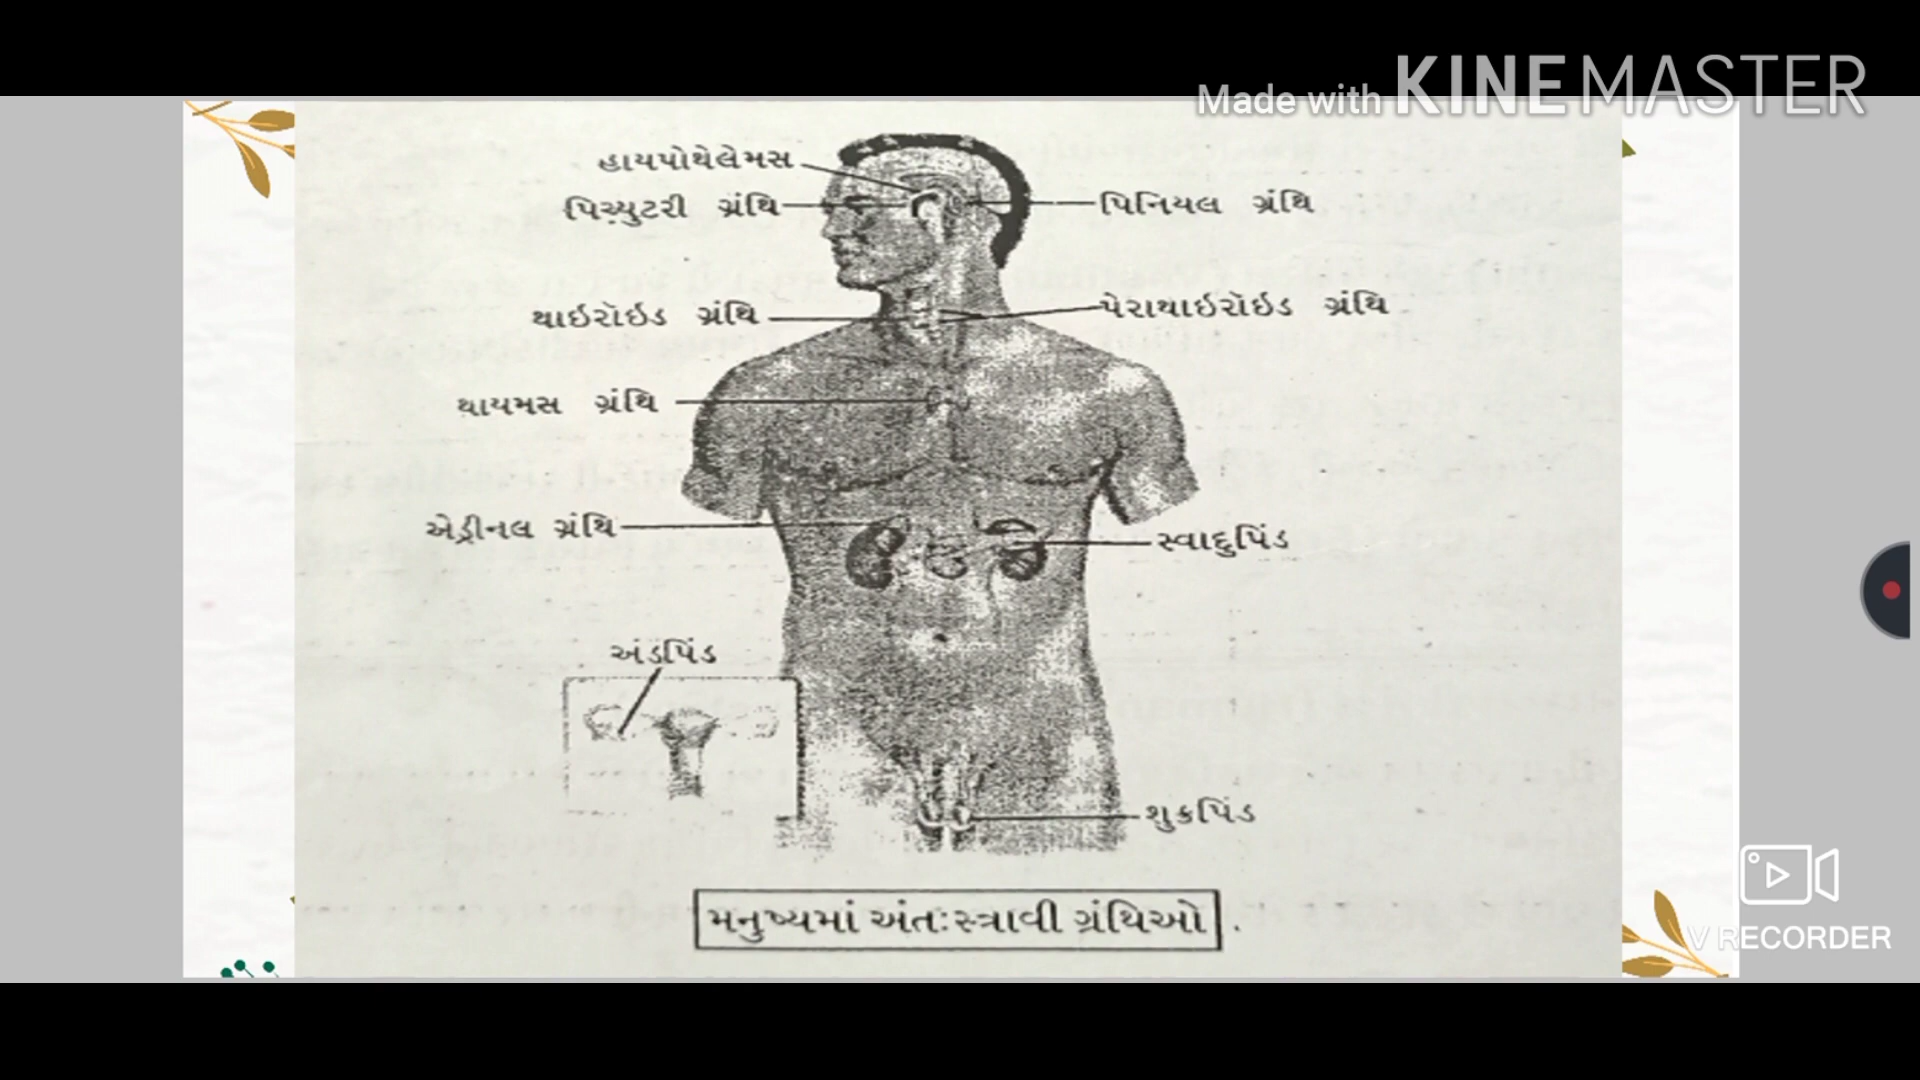 Made with KINEMASTER
હાયપોથેલેમસ
પિચ્યુટરી ગ્રંથિ
પિનિયલ ગ્રંથિ
થાઇરૉઇડ ગ્રંથિ
પેરાથાઇરૉઇડ ગ્રંથિ
થાયમસ ગ્રંથિ
એડ્રીનલ ગ્રંથિ
સ્વાદુપિંડ
અંડપિંડ
શુક્રપિંડ
મનુષ્યમાં અંતઃસ્ત્રાવી ગ્રંથિઓ .
V RECORDER